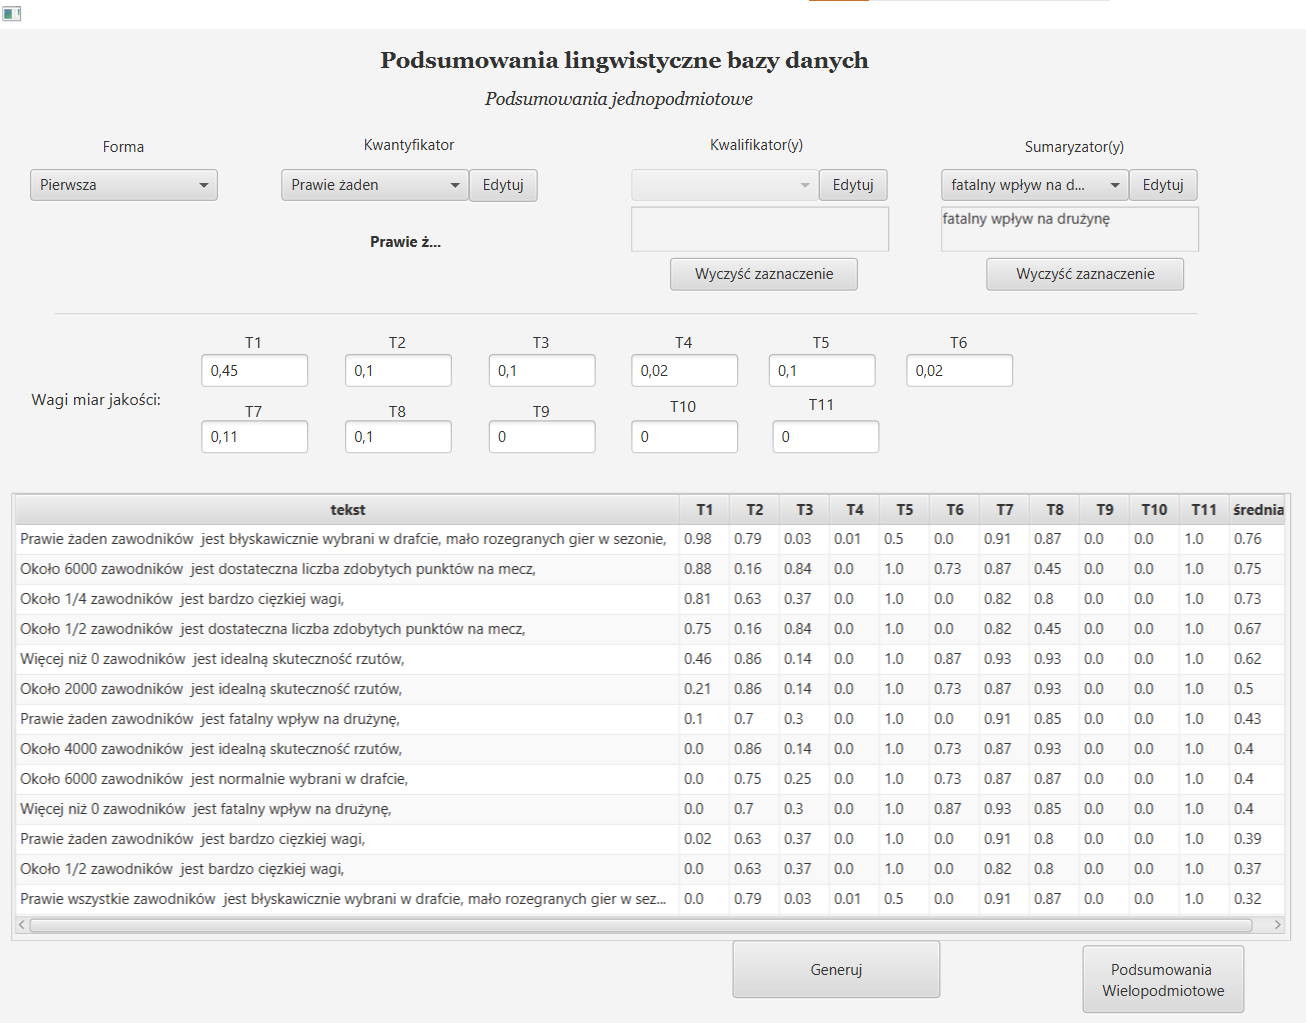 Podsumowania lingwistyczne bazy danych
Podsumowania jednopodmiotowe
Forma Kwantyfikator Kwalifikator(y) Sumaryzator(y)
Pierwsza Prawie żaden Edytuj Edytuj fatalny wpływ na d... Edytuj
fatalny wpływ na drużynę
Prawie ż...
Wyczyść zaznaczenie Wyczyść zaznaczenie
T1 T2 T3 T4 T5 T6
0,45 0,1 0,1 0,02 0,1 0,02
Wagi miar jakości:
T7 T8 T9 T10 T11
0,11 0,1 0 0 0
tekst T1 T2 T3 T4 T5 T6 T7 T8 T9 T10 T11 średnia
Prawie żaden zawodników jest błyskawicznie wybrani w drafcie, mało rozegranych gier w sezonie, 0.98 0.79 0.03 0.01 0.5 0.0 0.91 0.87 0.0 0.0 1.0 0.76
Około 6000 zawodników jest dostateczna liczba zdobytych punktów na mecz, 0.88 0.16 0.84 0.0 1.0 0.73 0.87 0.45 0.0 0.0 1.0 0.75
Około 1/4 zawodników jest bardzo cięzkiej wagi, 0.81 0.63 0.37 0.0 1.0 0.0 0.82 0.8 0.0 0.0 1.0 0.73
Około 1/2 zawodników jest dostateczna liczba zdobytych punktów na mecz, 0.75 0.16 0.84 0.0 1.0 0.0 0.82 0.45 0.0 0.0 1.0 0.67
Więcej niż 0 zawodników jest idealną skuteczność rzutów, 0.46 0.86 0.14 0.0 1.0 0.87 0.93 0.93 0.0 0.0 1.0 0.62
Około 2000 zawodników jest idealną skuteczność rzutów, 0.21 0.86 0.14 0.0 1.0 0.73 0.87 0.93 0.0 0.0 1.0 0.5
Prawie żaden zawodników jest fatalny wpływ na drużynę, 0.1 0.7 0.3 0.0 1.0 0.0 0.91 0.85 0.0 0.0 1.0 0.43
Około 4000 zawodników jest idealną skuteczność rzutów, 0.0 0.86 0.14 0.0 1.0 0.73 0.87 0.93 0.0 0.0 1.0 0.4
Około 6000 zawodników jest normalnie wybrani w drafcie, 0.0 0.75 0.25 0.0 1.0 0.73 0.87 0.87 0.0 0.0 1.0 0.4
Więcej niż 0 zawodników jest fatalny wpływ na drużynę, 0.0 0.7 0.3 0.0 1.0 0.87 0.93 0.85 0.0 0.0 1.0 0.4
Prawie żaden zawodników jest bardzo cięzkiej wagi, 0.02 0.63 0.37 0.0 1.0 0.0 0.91 0.8 0.0 0.0 1.0 0.39
Około 1/2 zawodników jest bardzo cięzkiej wagi, 0.0 0.63 0.37 0.0 1.0 0.0 0.82 0.8 0.0 0.0 1.0 0.37
Prawie wszystkie zawodników jest błyskawicznie wybrani w drafcie, mało rozegranych gier w sez... 0.0 0.79 0.03 0.01 0.5 0.0 0.91 0.87 0.0 0.0 1.0 0.32
Generuj
Podsumowania
Wielopodmiotowe